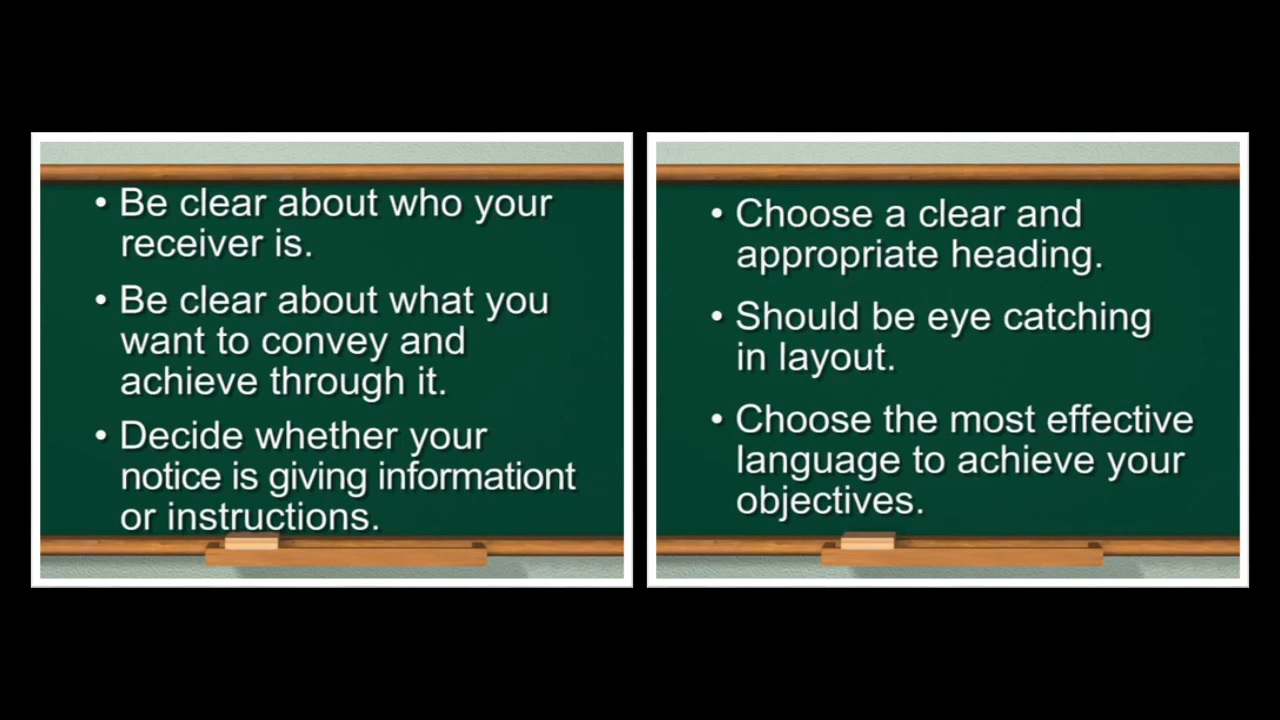 • Be clear about who your
receiver is.
• Be clear about what you
want to convey and
achieve through it.
• Decide whether your
notice is giving informationt
or instructions.
• Choose a clear and
appropriate heading.
• Should be eye catching
in layout.
• Choose the most effective
language to achieve your
objectives.